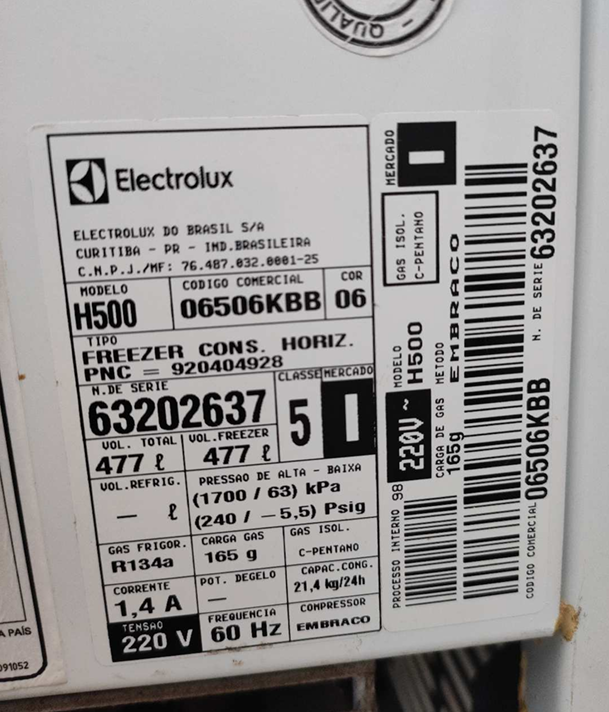 QUALI
Electrolux
ELECTROLUX DO BRASIL S/A
CURITIBA - PR - IND.BRASILEIRA
C.N.P.J./MF: 76.487.032.0001-25
MODELO
H500
CODIGO COMERCIAL
06506KBB
COR
06
TIPO
FREEZER CONS. HORIZ.
PNC = 920404928
N.DE SERIE
63202637
CLASSE
5
MERCADO
I
VOL. TOTAL
477 ℓ
VOL.FREEZER
477 ℓ
VOL.REFRIG.
— ℓ
PRESSAO DE ALTA - BAIXA
(1700 / 63) kPa
(240 / -5,5) Psig
GAS FRIGOR.
R134a
CARGA GAS
165 g
GAS ISOL.
C-PENTANO
CORRENTE
1,4 A
POT. DEGELO
—
CAPAC.CONG.
21,4 kg/24h
TENSAO
220 V
FREQUENCIA
60 Hz
COMPRESSOR
EMBRACO
MERCADO
I
GAS ISOL.
C-PENTANO
220V ~
MODELO
H500
CARGA DE GAS
165g
METODO
EMBRACO
PROCESSO INTERNO 98
CODIGO COMERCIAL 06506KBB
N. DE SERIE 63202637
A PAÍS
091052